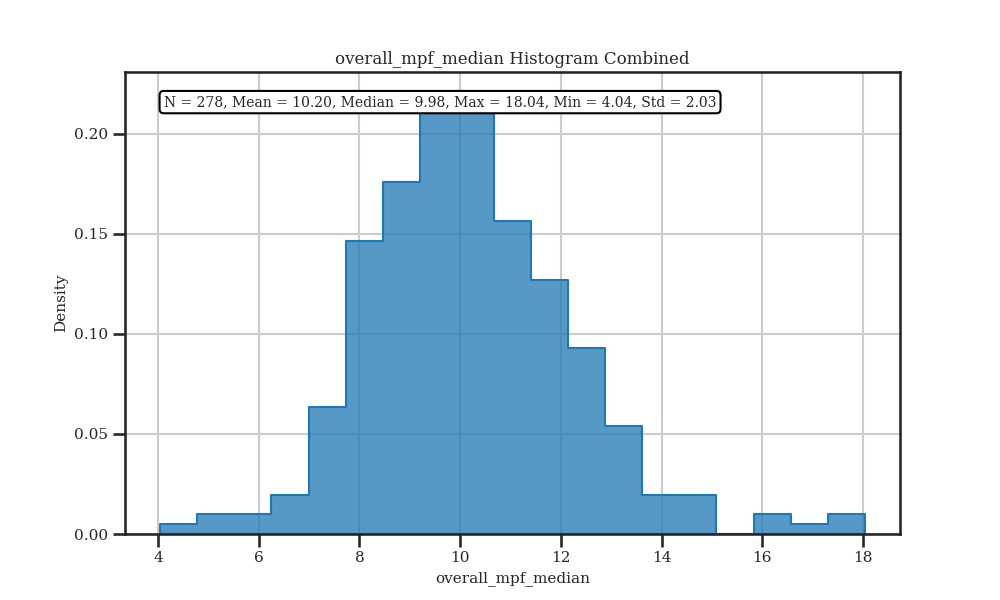 overall_mpf_median Histogram Combined
N = 278, Mean = 10.20, Median = 9.98, Max = 18.04, Min = 4.04, Std = 2.03
0.20
0.15
0.10
0.05
0.00
Density
4 6 8 10 12 14 16 18
overall_mpf_median